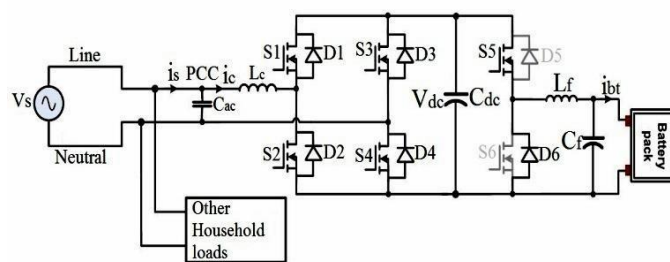 Line
Vs
Neutral
is
PCC
ic
Lc
Cac
S1
D1
S3
D3
S2
D2
S4
D4
Vdc
Cdc
S5
D5
S6
D6
Lf
ibt
Cf
Battery
pack
Other
Household
loads